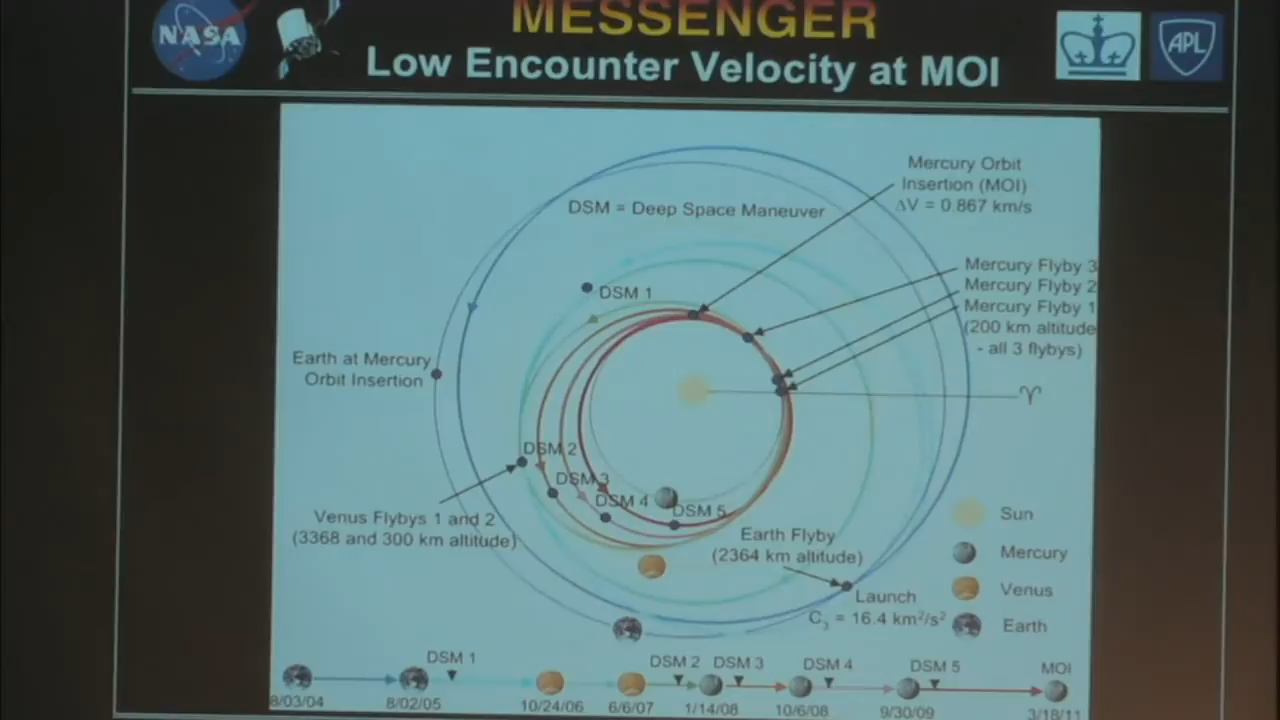 NASA
MESSENGER
Low Encounter Velocity at MOI
APL
Mercury Orbit
Insertion (MOI)
ΔV = 0.867 km/s
DSM = Deep Space Maneuver
Mercury Flyby 3
Mercury Flyby 2
Mercury Flyby 1
(200 km altitude
- all 3 flybys)
DSM 1
Earth at Mercury
Orbit Insertion
♈
DSM 2
DSM 3
DSM 4
DSM 5
Venus Flybys 1 and 2
(3368 and 300 km altitude)
Earth Flyby
(2364 km altitude)
Launch
C₃ = 16.4 km²/s²
Sun
Mercury
Venus
Earth
DSM 1
DSM 2
DSM 3
DSM 4
DSM 5
MOI
8/03/04
8/02/05
10/24/06
6/6/07
1/14/08
10/6/08
9/30/09
3/18/11